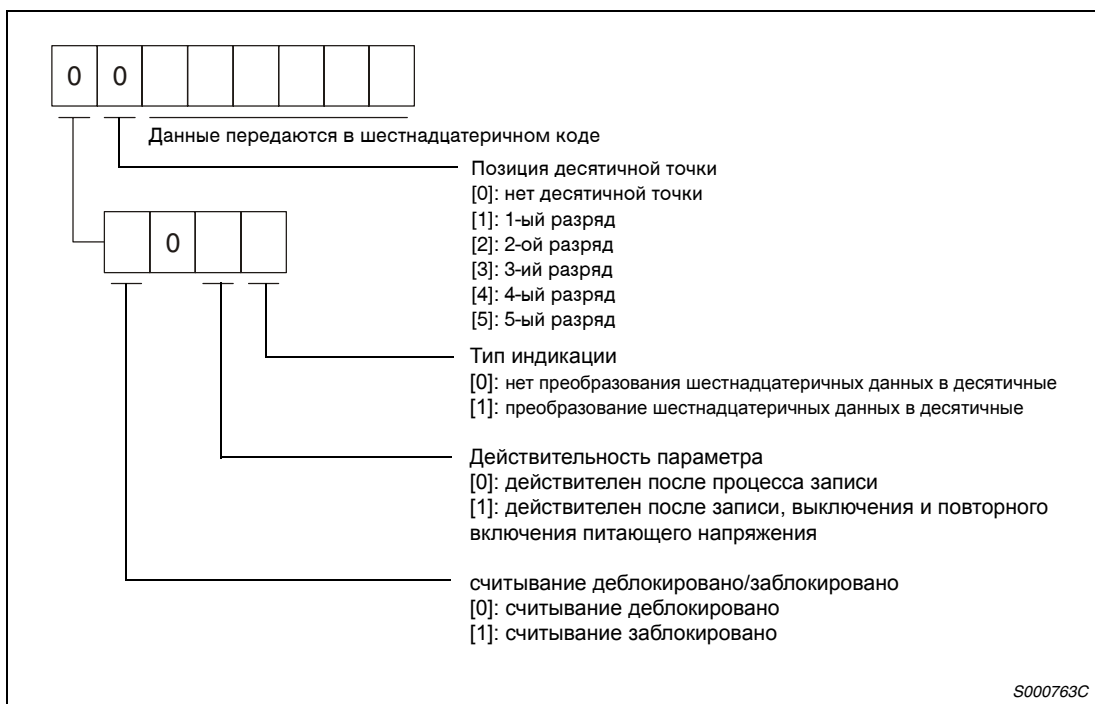 0 0
Данные передаются в шестнадцатеричном коде
Позиция десятичной точки
[0]: нет десятичной точки
[1]: 1-ый разряд
[2]: 2-ой разряд
[3]: 3-ий разряд
[4]: 4-ый разряд
[5]: 5-ый разряд
0
Тип индикации
[0]: нет преобразования шестнадцатеричных данных в десятичные
[1]: преобразование шестнадцатеричных данных в десятичные
Действительность параметра
[0]: действителен после процесса записи
[1]: действителен после записи, выключения и повторного
включения питающего напряжения
считывание деблокировано/заблокировано
[0]: считывание деблокировано
[1]: считывание заблокировано
S000763C